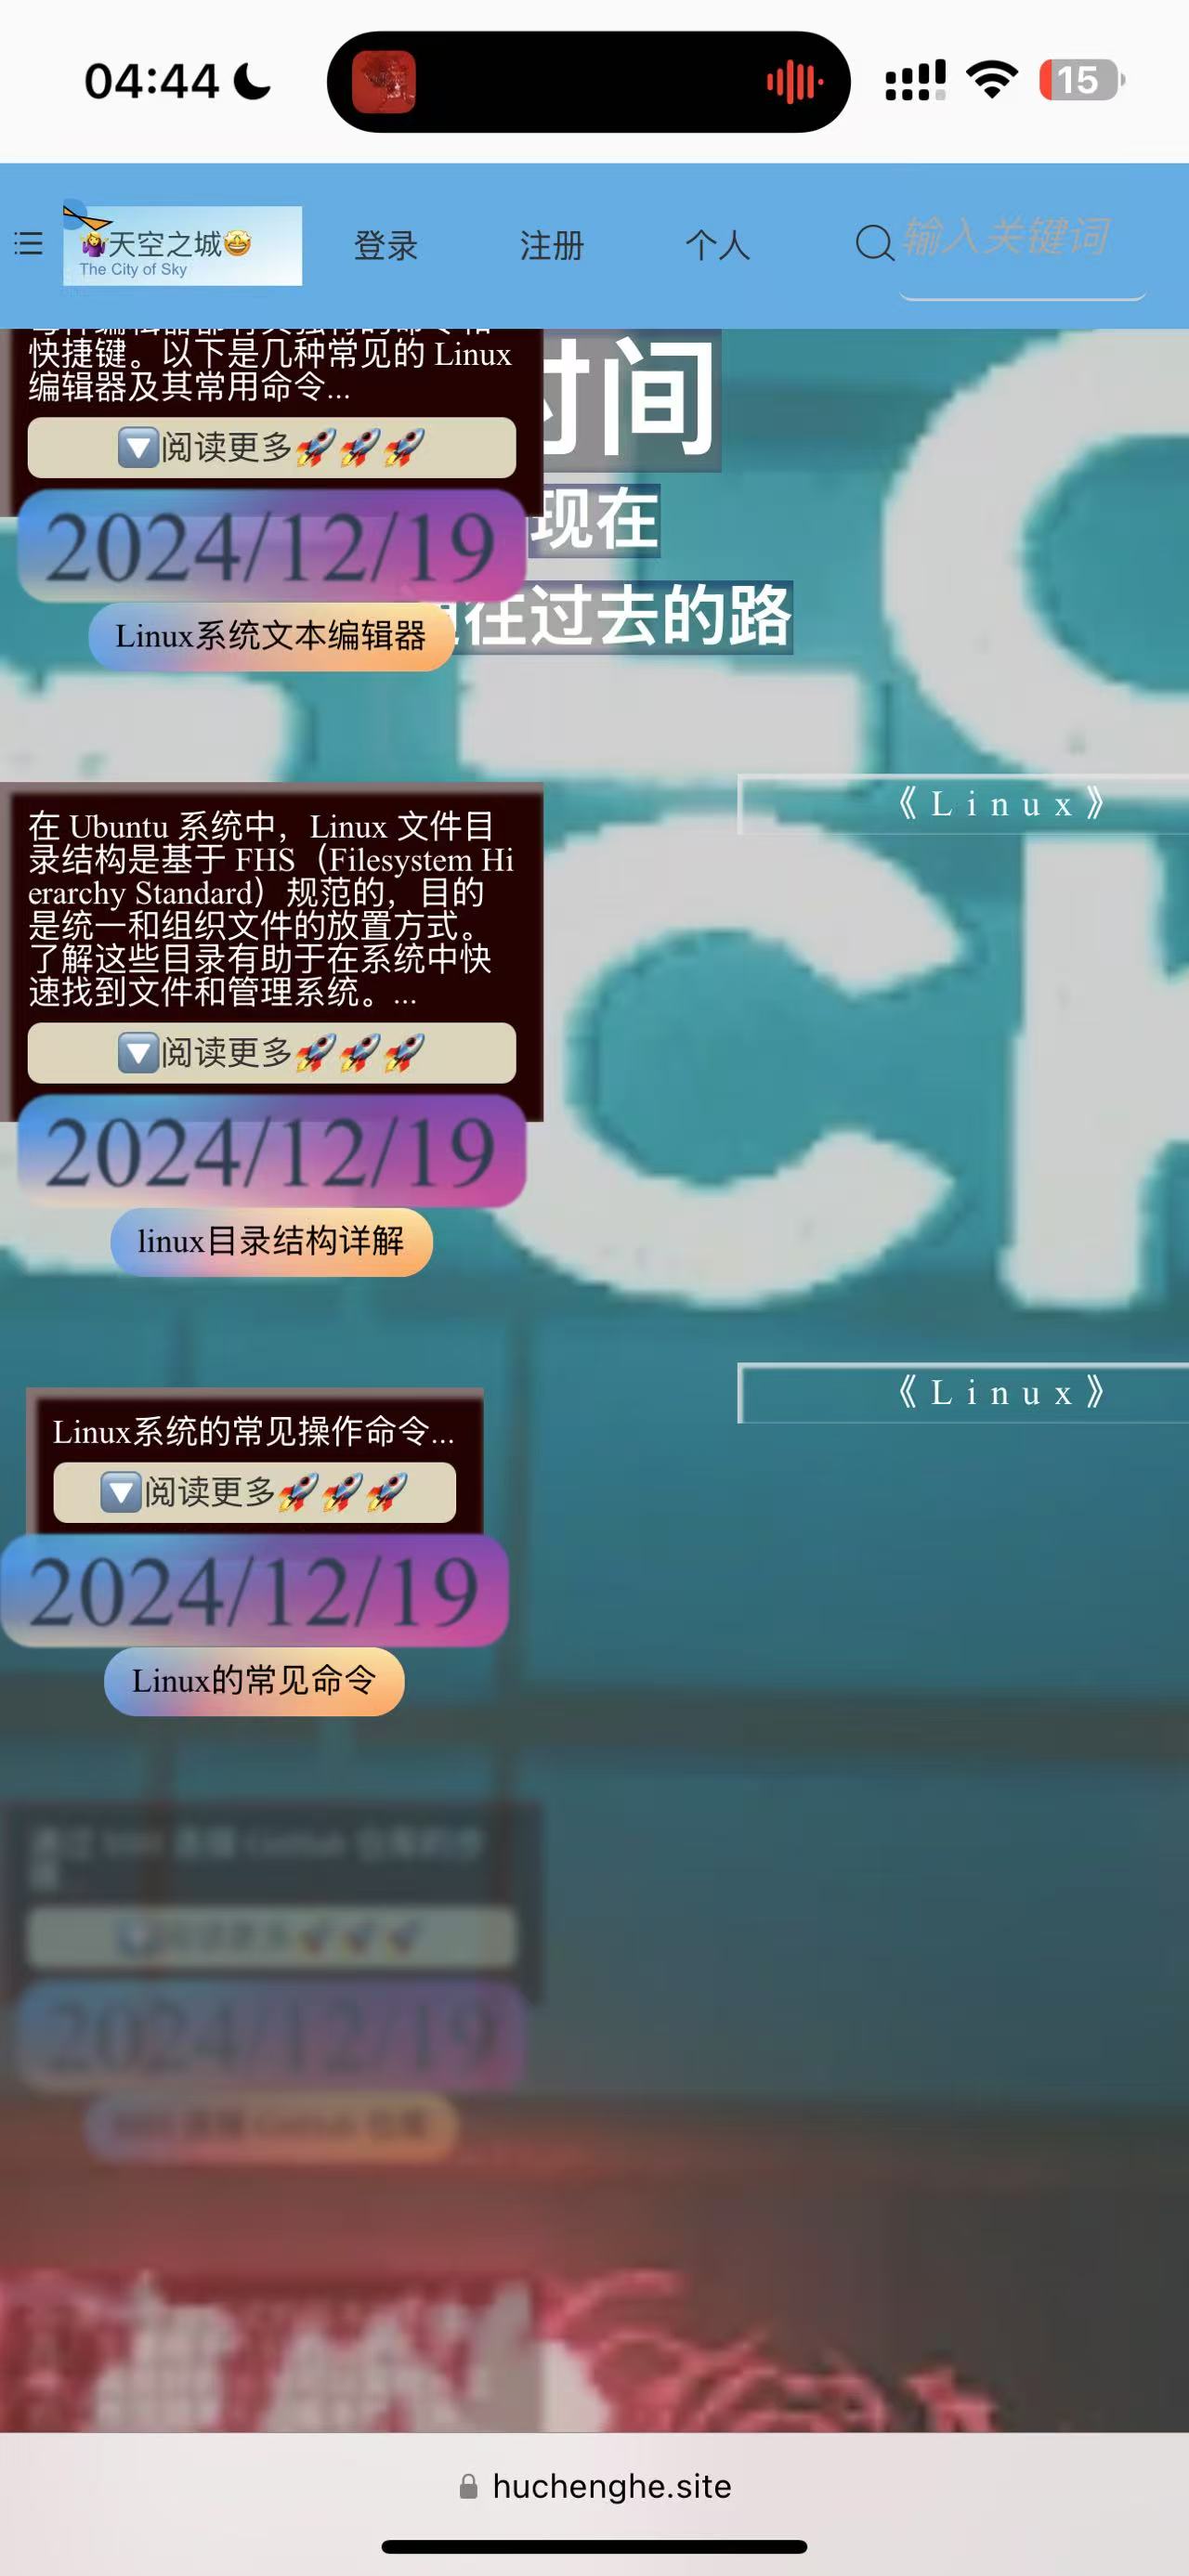 04:44
15
天空之城
The City of Sky
登录
注册
个人
输入关键词
快捷键。以下是几种常见的 Linux
编辑器及其常用命令...
阅读更多
时间
2024/12/19
现在
在过去的路
Linux系统文本编辑器
《Linux》
在 Ubuntu 系统中，Linux 文件目
录结构是基于 FHS（Filesystem Hi
erarchy Standard）规范的，目的
是统一和组织文件的放置方式。
了解这些目录有助于在系统中快
速找到文件和管理系统。...
阅读更多
2024/12/19
linux目录结构详解
《Linux》
Linux系统的常见操作命令...
阅读更多
2024/12/19
Linux的常见命令
2024/12/19
huchenghe.site